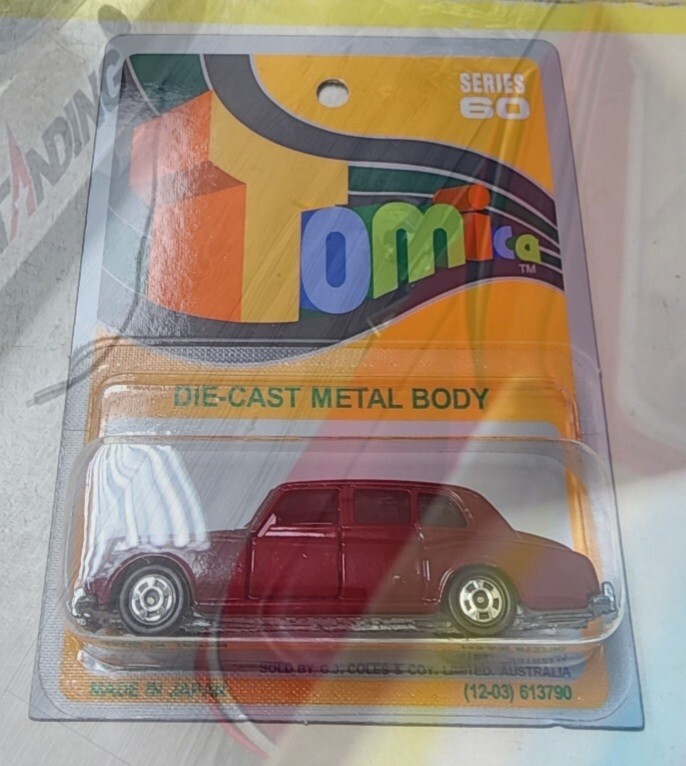 TANDING
SERIES
60
Tomica
TM
DIE-CAST METAL BODY
SOLD BY G.J. COLES & COY. LIMITED. AUSTRALIA
MADE IN JAPAN
(12-03) 613790